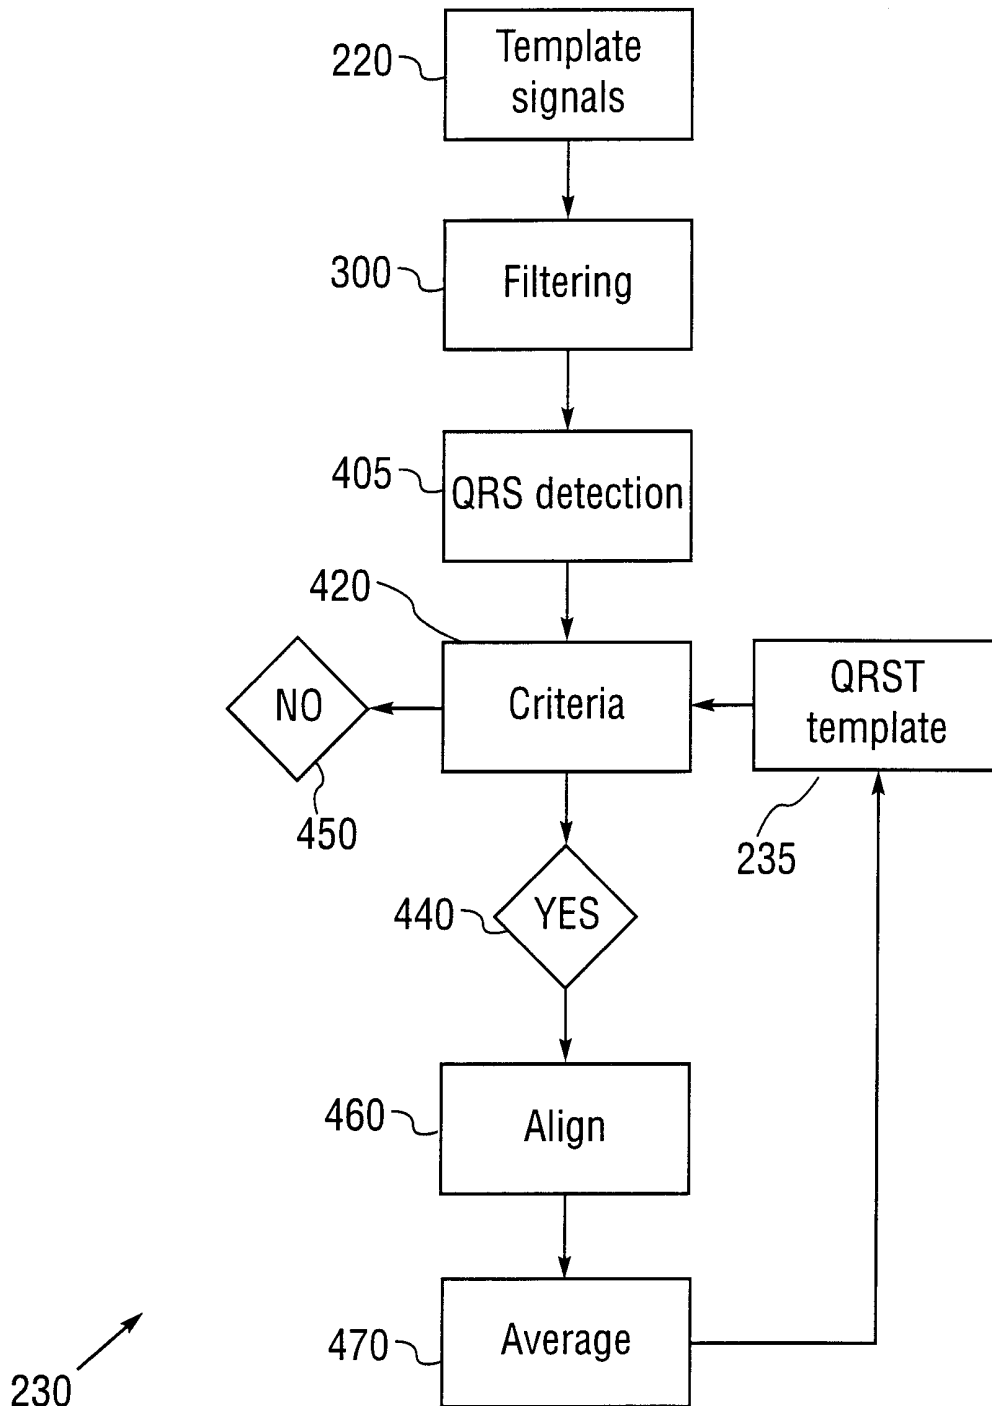 Template
signals
220
Filtering
300
QRS detection
405
420
Criteria
NO
450
QRST
template
235
YES
440
Align
460
Average
470
230